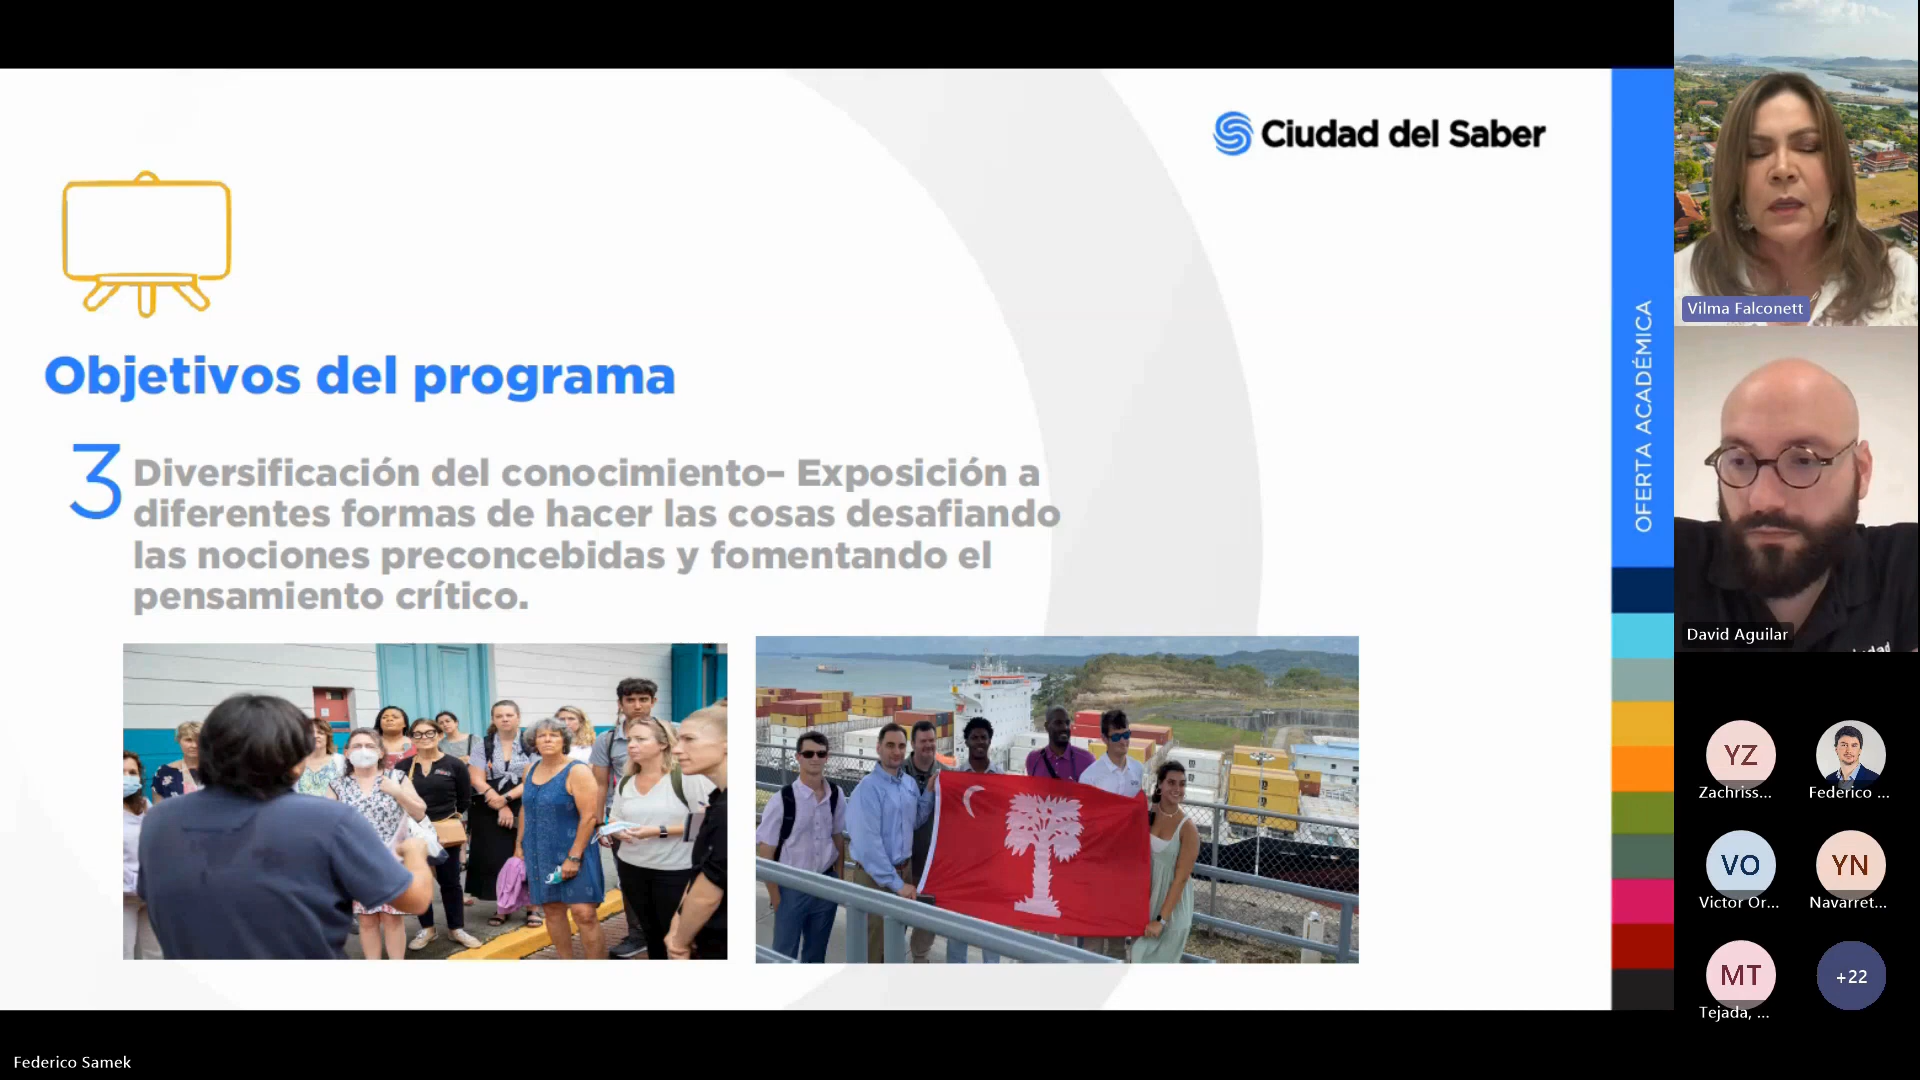 Ciudad del Saber
Objetivos del programa
3
Diversificación del conocimiento– Exposición a
diferentes formas de hacer las cosas desafiando
las nociones preconcebidas y fomentando el
pensamiento crítico.
OFERTA ACADÉMICA
Vilma Falconett
David Aguilar
YZ
Zachriss...
Federico ...
VO
YN
Victor Or...
Navarret...
MT
+22
Tejada, ...
Federico Samek